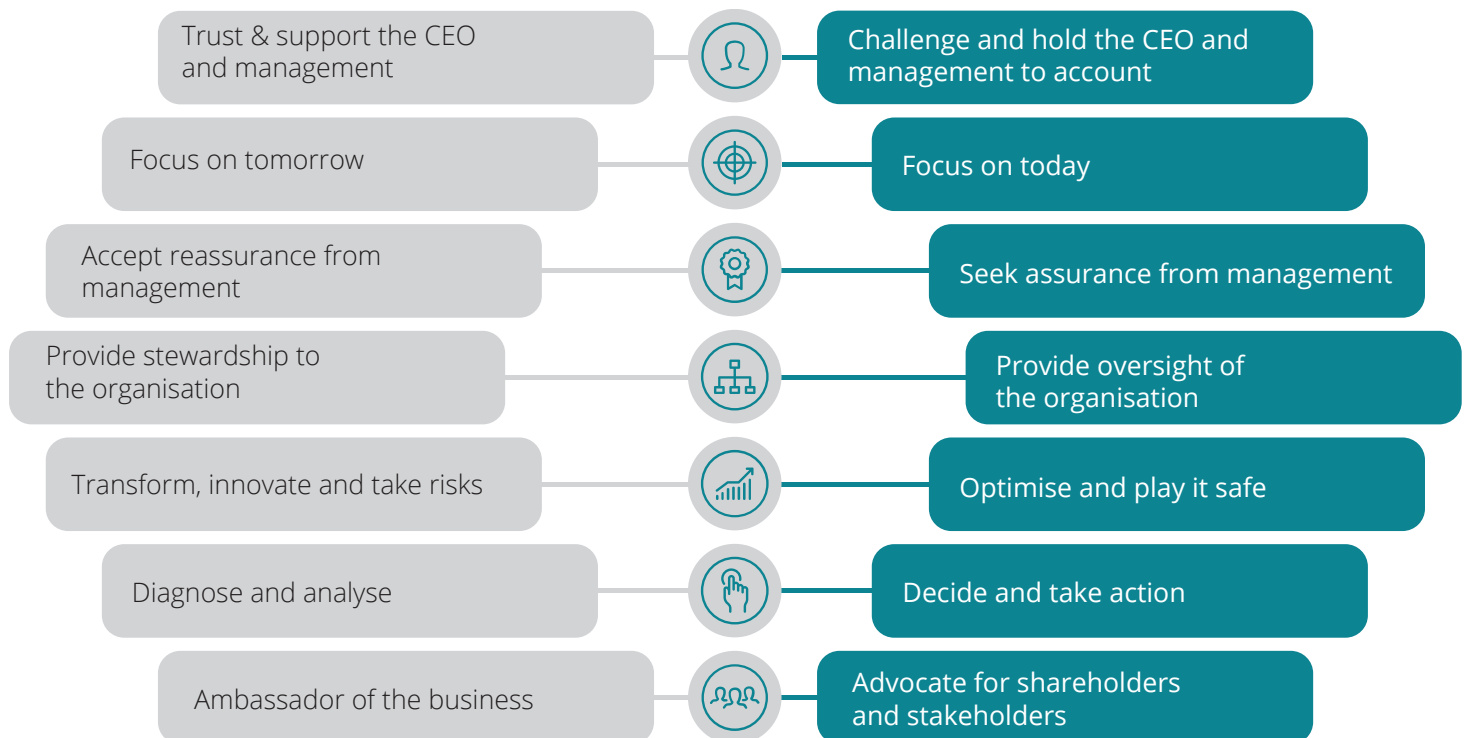 Trust & support the CEO
and management
Challenge and hold the CEO and
management to account
Focus on tomorrow
Focus on today
Accept reassurance from
management
Seek assurance from management
Provide stewardship to
the organisation
Provide oversight of
the organisation
Transform, innovate and take risks
Optimise and play it safe
Diagnose and analyse
Decide and take action
Ambassador of the business
Advocate for shareholders
and stakeholders